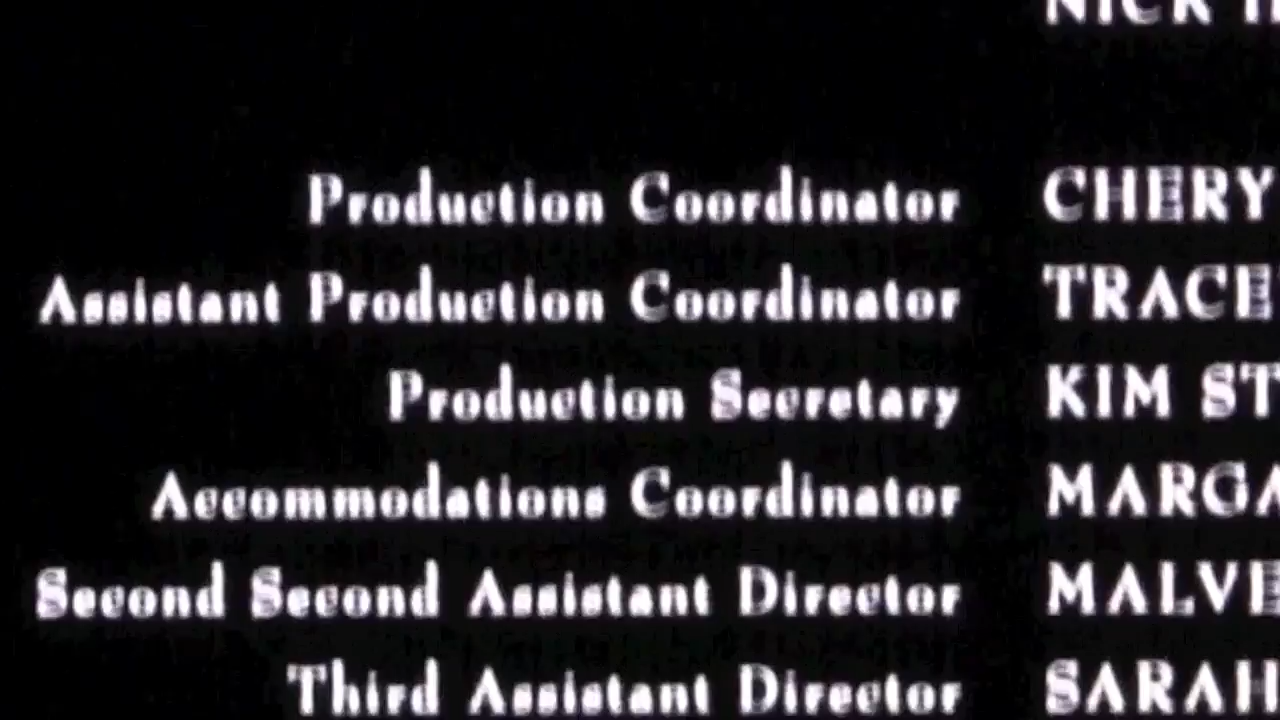 NICK
Production Coordinator CHERY
Assistant Production Coordinator TRACE
Production Secretary KIM ST
Accommodations Coordinator MARGA
Second Second Assistant Director MALVE
Third Assistant Director SARAH